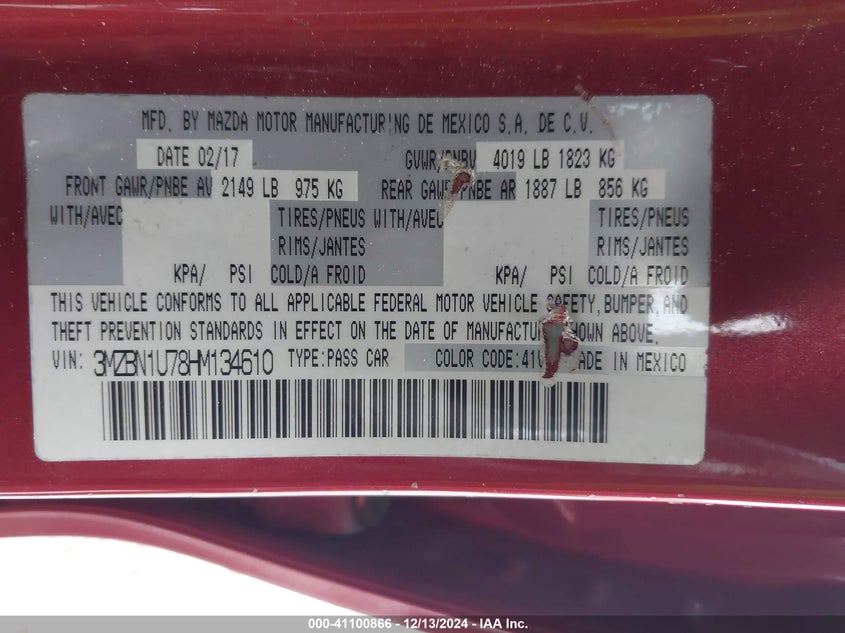 MFD. BY MAZDA MOTOR MANUFACTURING DE MEXICO S.A. DE C.V.
DATE 02/17 GVWR/PNBV 4019 LB 1823 KG
FRONT GAWR/PNBE AV 2149 LB 975 KG REAR GAWR/PNBE AR 1887 LB 856 KG
WITH/AVEC TIRES/PNEUS WITH/AVEC TIRES/PNEUS
RIMS/JANTES RIMS/JANTES
KPA/ PSI COLD/A FROID KPA/ PSI COLD/A FROID
THIS VEHICLE CONFORMS TO ALL APPLICABLE FEDERAL MOTOR VEHICLE SAFETY, BUMPER, AND
THEFT PREVENTION STANDARDS IN EFFECT ON THE DATE OF MANUFACTURE SHOWN ABOVE.
VIN: 3MZBN1U78HM134610 TYPE:PASS CAR COLOR CODE: MADE IN MEXICO
000-41100866 - 12/13/2024 - IAA Inc.